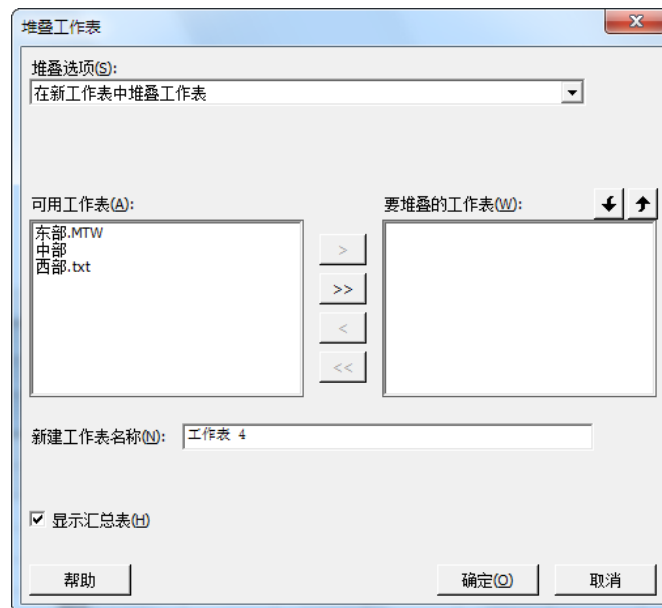 堆叠工作表
堆叠选项(S):
在新工作表中堆叠工作表
可用工作表(A):
要堆叠的工作表(W):
东部.MTW
中部
西部.txt
>
>>
<
<<
新建工作表名称(N):
工作表 4
显示汇总表(H)
帮助
确定(O)
取消